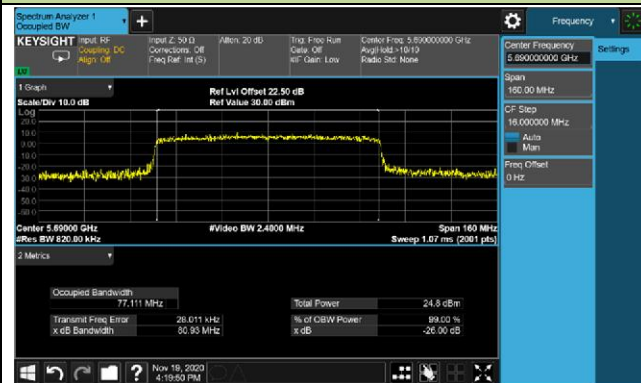 Spectrum Analyzer 1
Occupied BW
Frequency
KEYSIGHT
Input: RF
Coupling: DC
Align: Off
Input Z: 50 Ω
Corrections: Off
Freq Ref: Int (S)
Atten: 20 dB
Trig: Free Run
Gate: Off
#IF Gain: Low
Center Freq: 5.690000000 GHz
Avg|Hold:>10/10
Radio Std: None
Center Frequency
5.690000000 GHz
Settings
Span
160.00 MHz
CF Step
16.000000 MHz
Auto
Man
Freq Offset
0 Hz
1 Graph
Scale/Div 10.0 dB
Ref Lvl Offset 22.50 dB
Ref Value 30.00 dBm
Log
20.0
10.0
0.00
-10.0
-20.0
-30.0
-40.0
-50.0
-60.0
Center 5.69000 GHz
#Res BW 820.00 kHz
#Video BW 2.4000 MHz
Span 160 MHz
Sweep 1.07 ms (2001 pts)
2 Metrics
Occupied Bandwidth
77.111 MHz
Total Power
24.8 dBm
Transmit Freq Error
28.011 kHz
% of OBW Power
99.00 %
x dB Bandwidth
80.93 MHz
x dB
-26.00 dB
?
Nov 19, 2020
4:19:50 PM